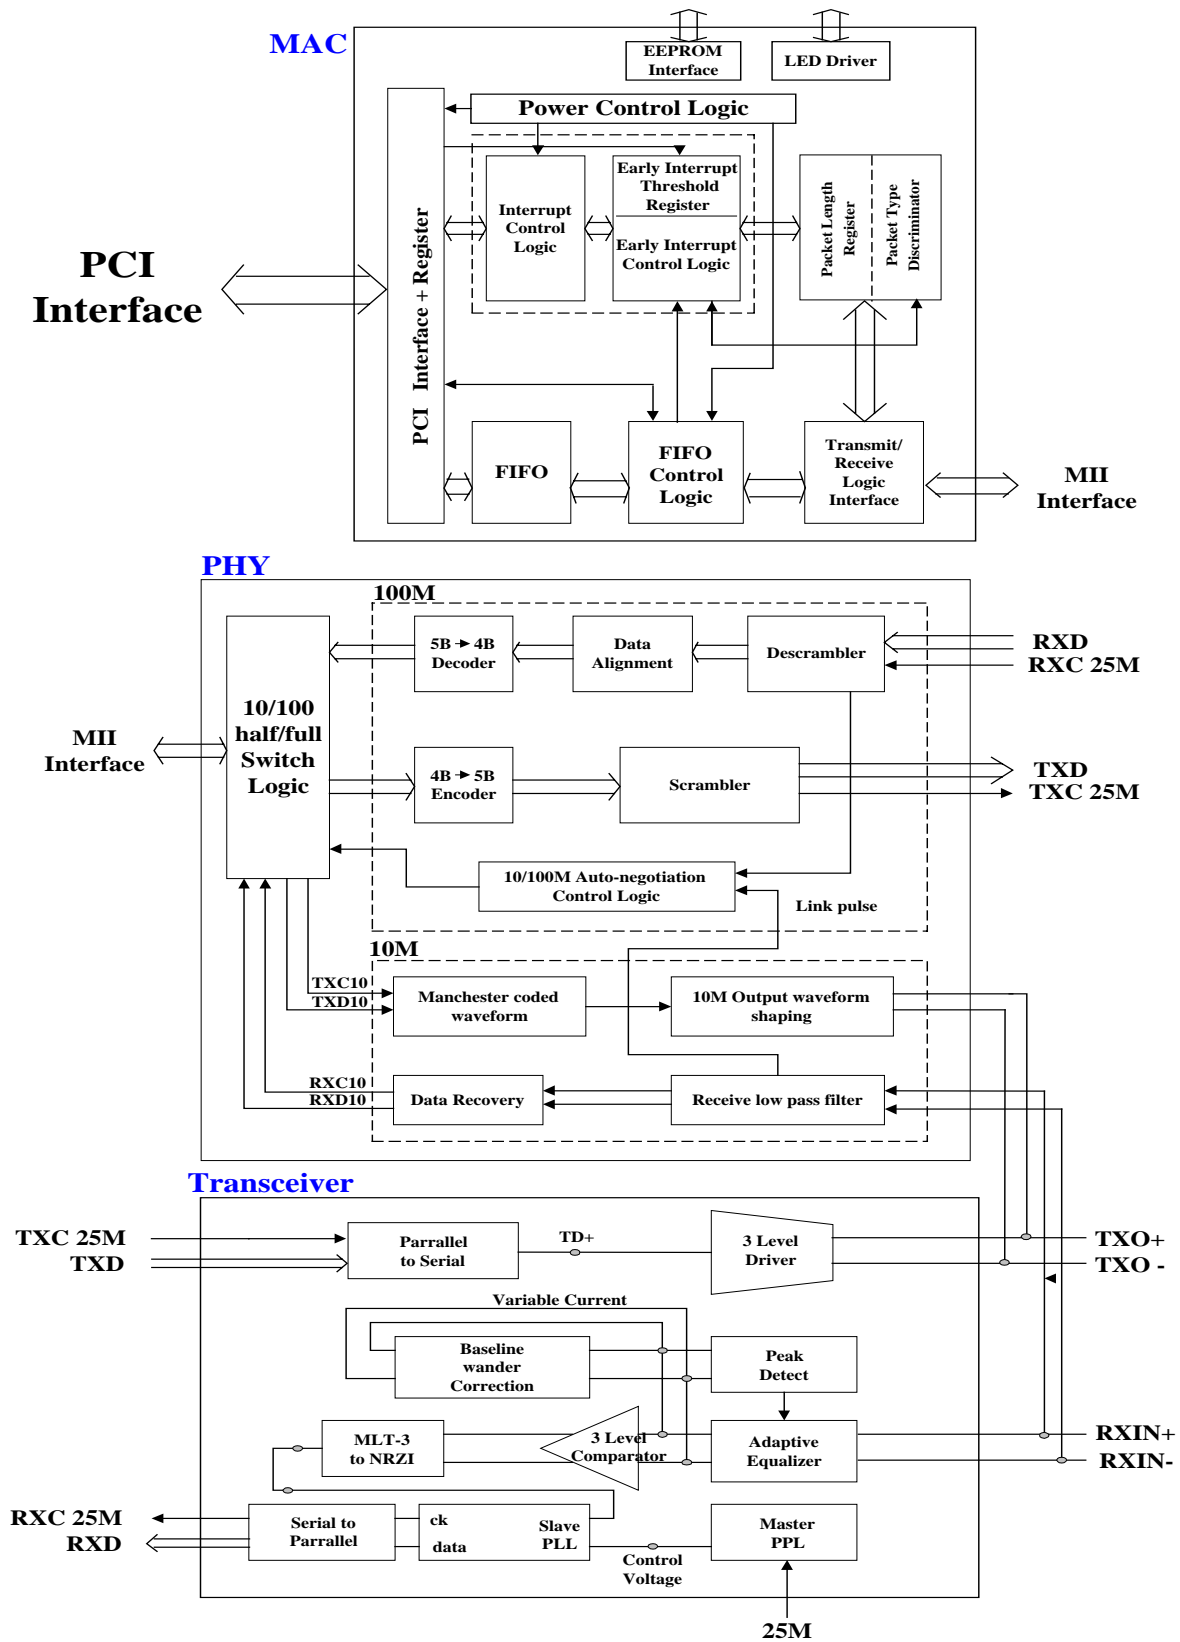 MAC
EEPROM
Interface
LED Driver
Power Control Logic
PCI Interface + Register
Interrupt
Control
Logic
Early Interrupt
Threshold
Register
Early Interrupt
Control Logic
Packet Length
Register
Packet Type
Discriminator
PCI
Interface
FIFO
FIFO
Control
Logic
Transmit/
Receive
Logic
Interface
MII
Interface
PHY
100M
10/100
half/full
Switch
Logic
5B → 4B
Decoder
Data
Alignment
Descrambler
RXD
RXC 25M
MII
Interface
4B → 5B
Encoder
Scrambler
TXD
TXC 25M
10/100M Auto-negotiation
Control Logic
Link pulse
10M
TXC10
TXD10
Manchester coded
waveform
10M Output waveform
shaping
RXC10
RXD10
Data Recovery
Receive low pass filter
Transceiver
TXC 25M
TXD
Parrallel
to Serial
TD+
3 Level
Driver
TXO+
TXO -
Variable Current
Baseline
wander
Correction
Peak
Detect
MLT-3
to NRZI
3 Level
Comparator
Adaptive
Equalizer
RXIN+
RXIN-
RXC 25M
RXD
Serial to
Parrallel
ck
data
Slave
PLL
Control
Voltage
Master
PPL
25M